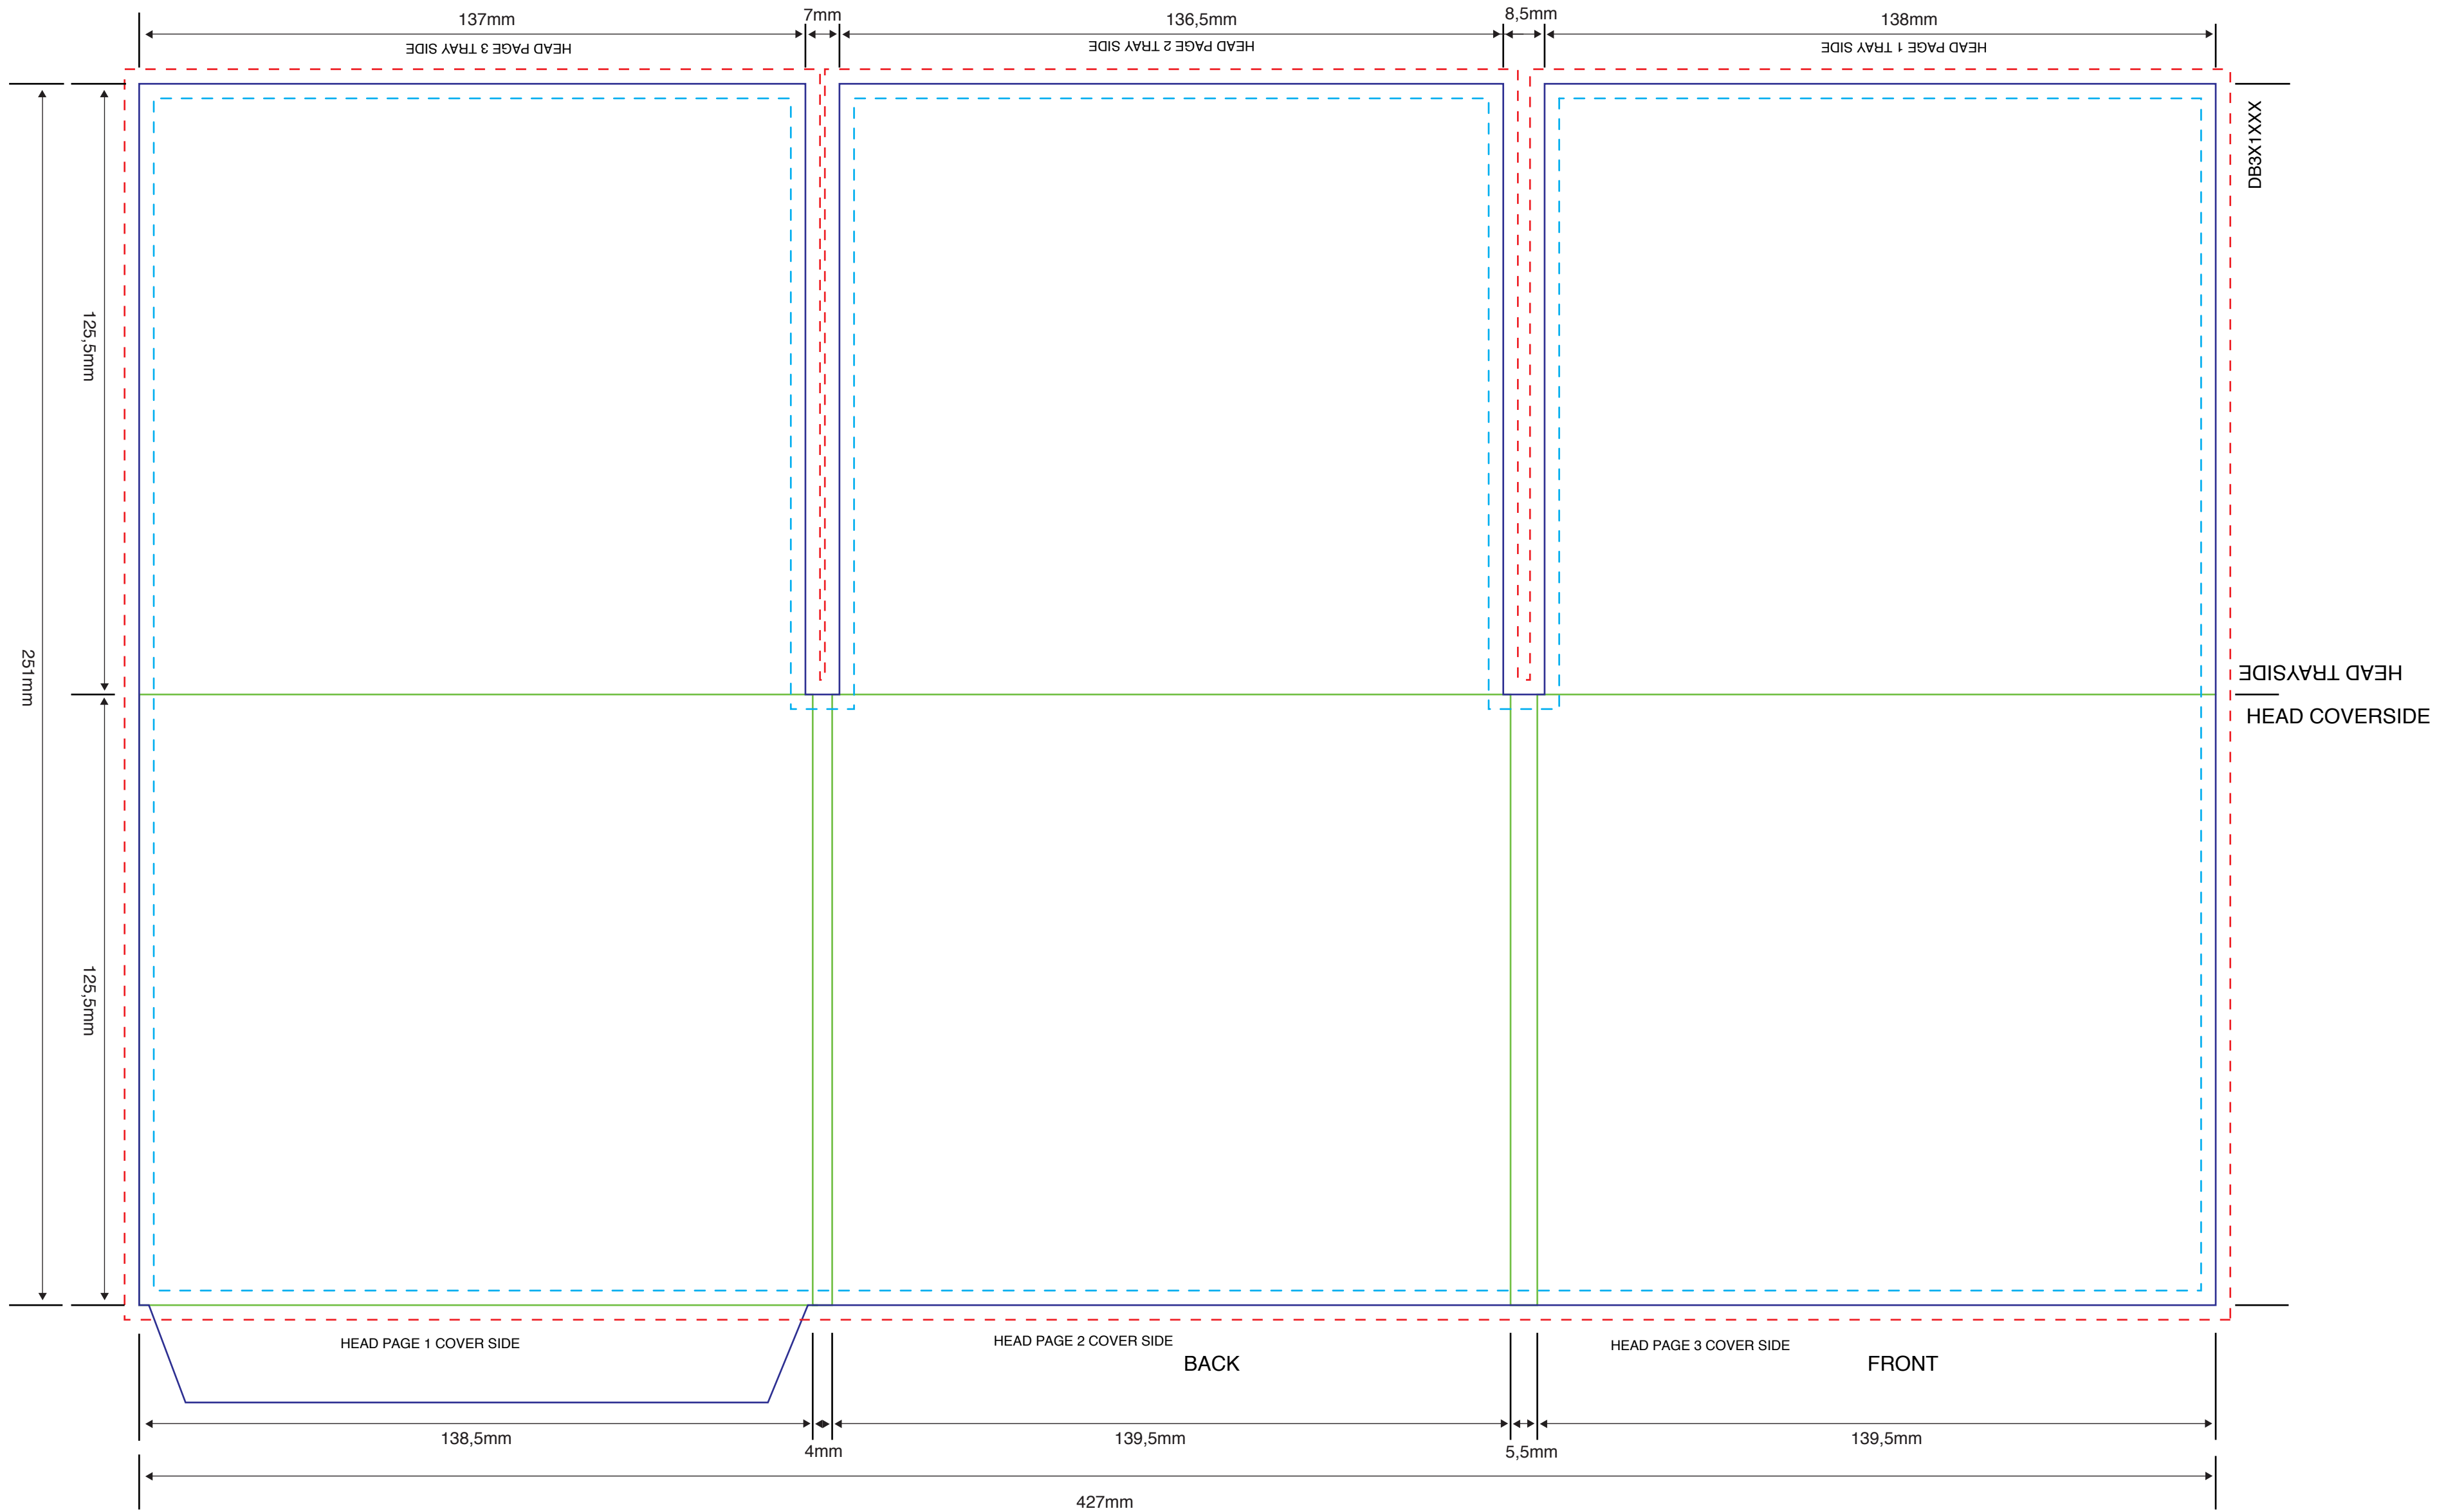 137mm
7mm
136,5mm
8,5mm
138mm
HEAD PAGE 3 TRAY SIDE
HEAD PAGE 2 TRAY SIDE
HEAD PAGE 1 TRAY SIDE
DB3X1XXX
125,5mm
251mm
HEAD TRAYSIDE
HEAD COVERSIDE
125,5mm
HEAD PAGE 1 COVER SIDE
HEAD PAGE 2 COVER SIDE
HEAD PAGE 3 COVER SIDE
BACK
FRONT
138,5mm
4mm
139,5mm
5,5mm
139,5mm
427mm